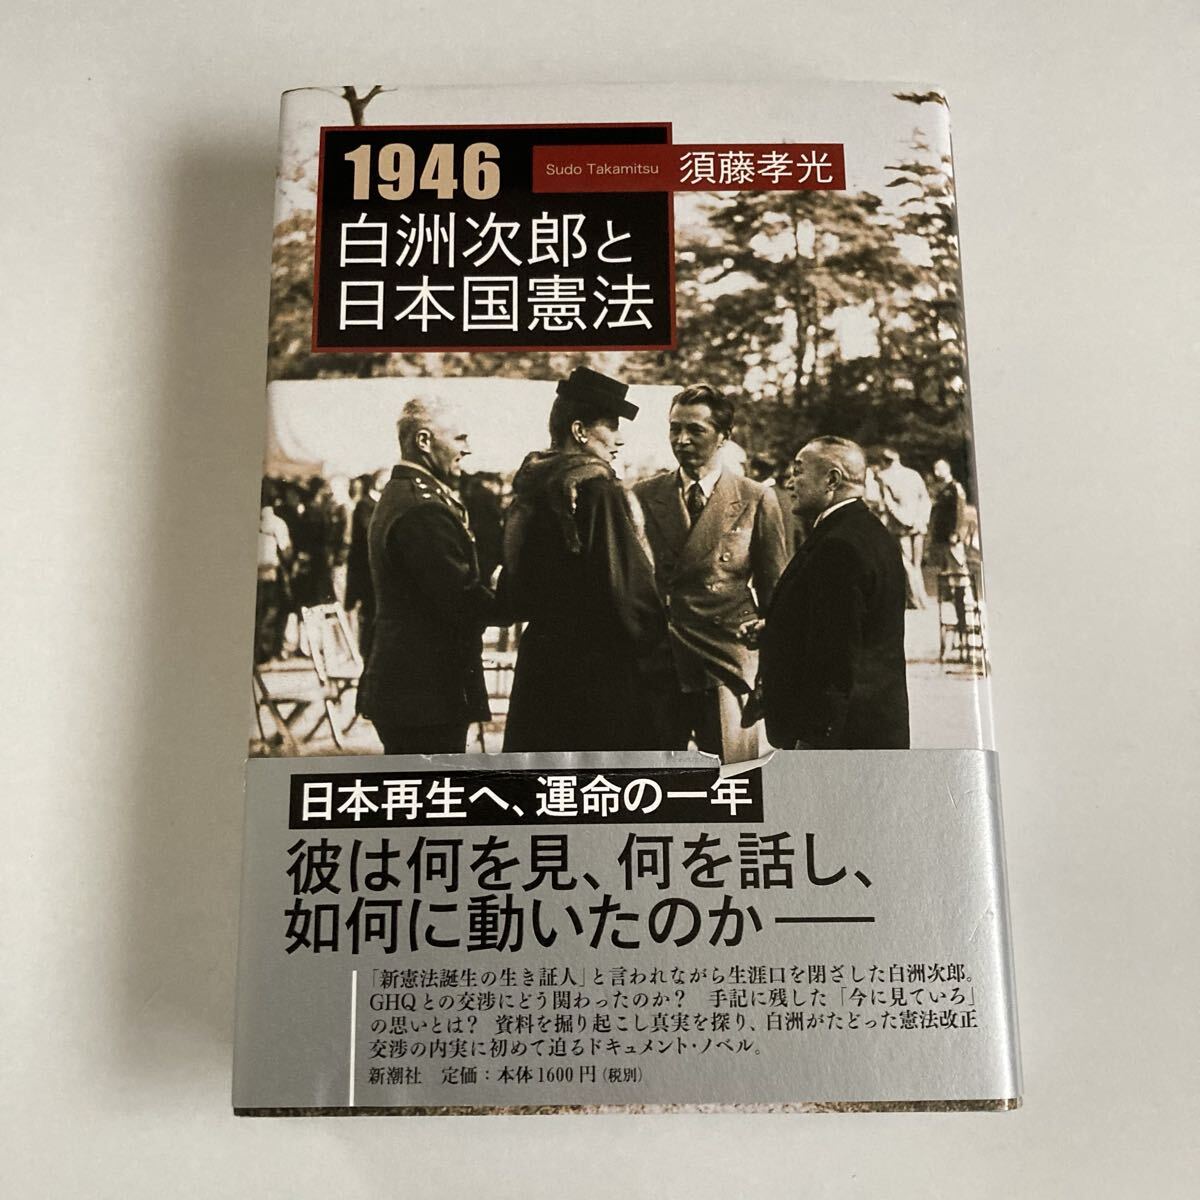 1946
Sudo Takamitsu 須藤孝光
白洲次郎と
日本国憲法
日本再生へ、運命の一年
彼は何を見、何を話し、
如何に動いたのか――
「新憲法誕生の生き証人」と言われながら生涯口を閉ざした白洲次郎。
GHQとの交渉にどう関わったのか？ 手記に残した「今に見ていろ」
の思いとは？ 資料を掘り起こし真実を探り、白洲がたどった憲法改正
交渉の内実に初めて迫るドキュメント・ノベル。
新潮社 定価：本体1600円（税別）